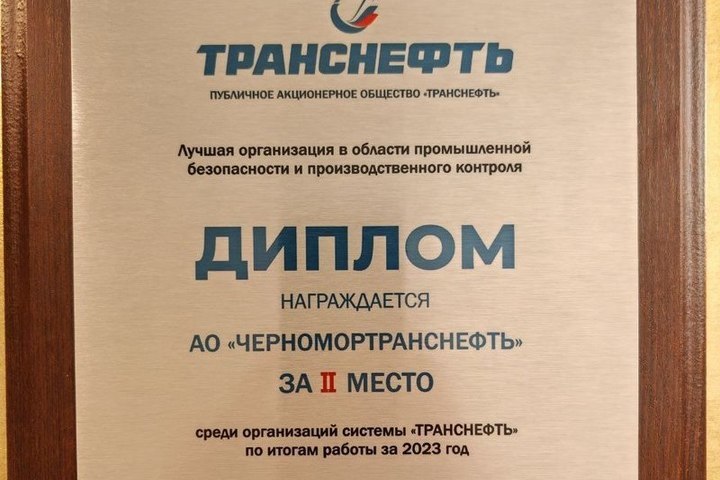 ТРАНСНЕФТЬ
ПУБЛИЧНОЕ АКЦИОНЕРНОЕ ОБЩЕСТВО «ТРАНСНЕФТЬ»
Лучшая организация в области промышленной
безопасности и производственного контроля
ДИПЛОМ
НАГРАЖДАЕТСЯ
АО «ЧЕРНОМОРТРАНСНЕФТЬ»
ЗА II МЕСТО
среди организаций системы «ТРАНСНЕФТЬ»
по итогам работы за 2023 год